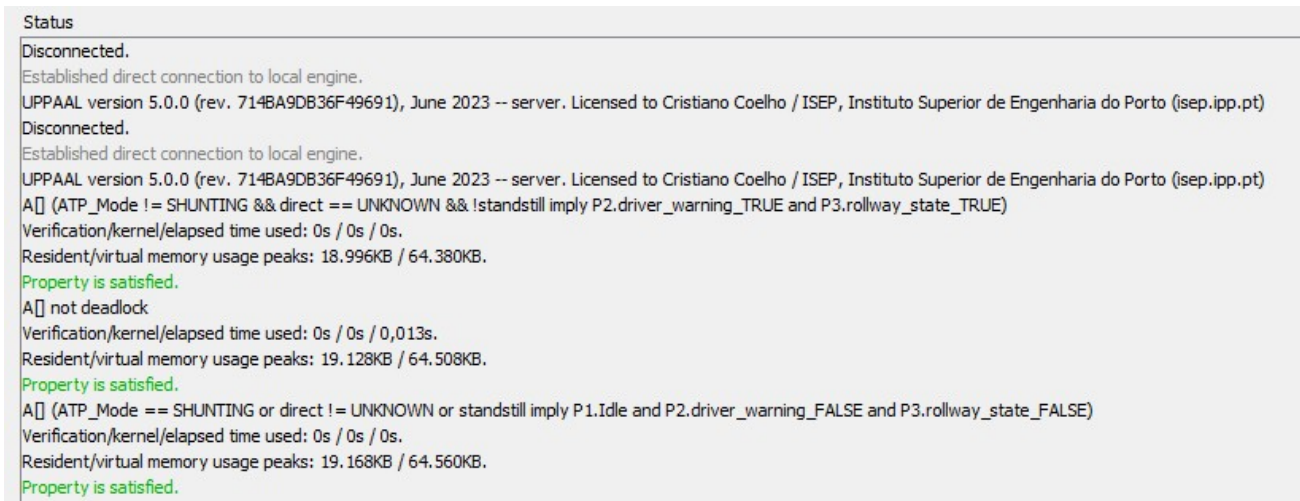 Status
Disconnected.
Established direct connection to local engine.
UPPAAL version 5.0.0 (rev. 714BA9DB36F49691), June 2023 -- server. Licensed to Cristiano Coelho / ISEP, Instituto Superior de Engenharia do Porto (isep.ipp.pt)
Disconnected.
Established direct connection to local engine.
UPPAAL version 5.0.0 (rev. 714BA9DB36F49691), June 2023 -- server. Licensed to Cristiano Coelho / ISEP, Instituto Superior de Engenharia do Porto (isep.ipp.pt)
A[] (ATP_Mode != SHUNTING && direct == UNKNOWN && !standstill imply P2.driver_warning_TRUE and P3.rollway_state_TRUE)
Verification/kernel/elapsed time used: 0s / 0s / 0s.
Resident/virtual memory usage peaks: 18.996KB / 64.380KB.
Property is satisfied.
A[] not deadlock
Verification/kernel/elapsed time used: 0s / 0s / 0,013s.
Resident/virtual memory usage peaks: 19.128KB / 64.508KB.
Property is satisfied.
A[] (ATP_Mode == SHUNTING or direct != UNKNOWN or standstill imply P1.Idle and P2.driver_warning_FALSE and P3.rollway_state_FALSE)
Verification/kernel/elapsed time used: 0s / 0s / 0s.
Resident/virtual memory usage peaks: 19.168KB / 64.560KB.
Property is satisfied.